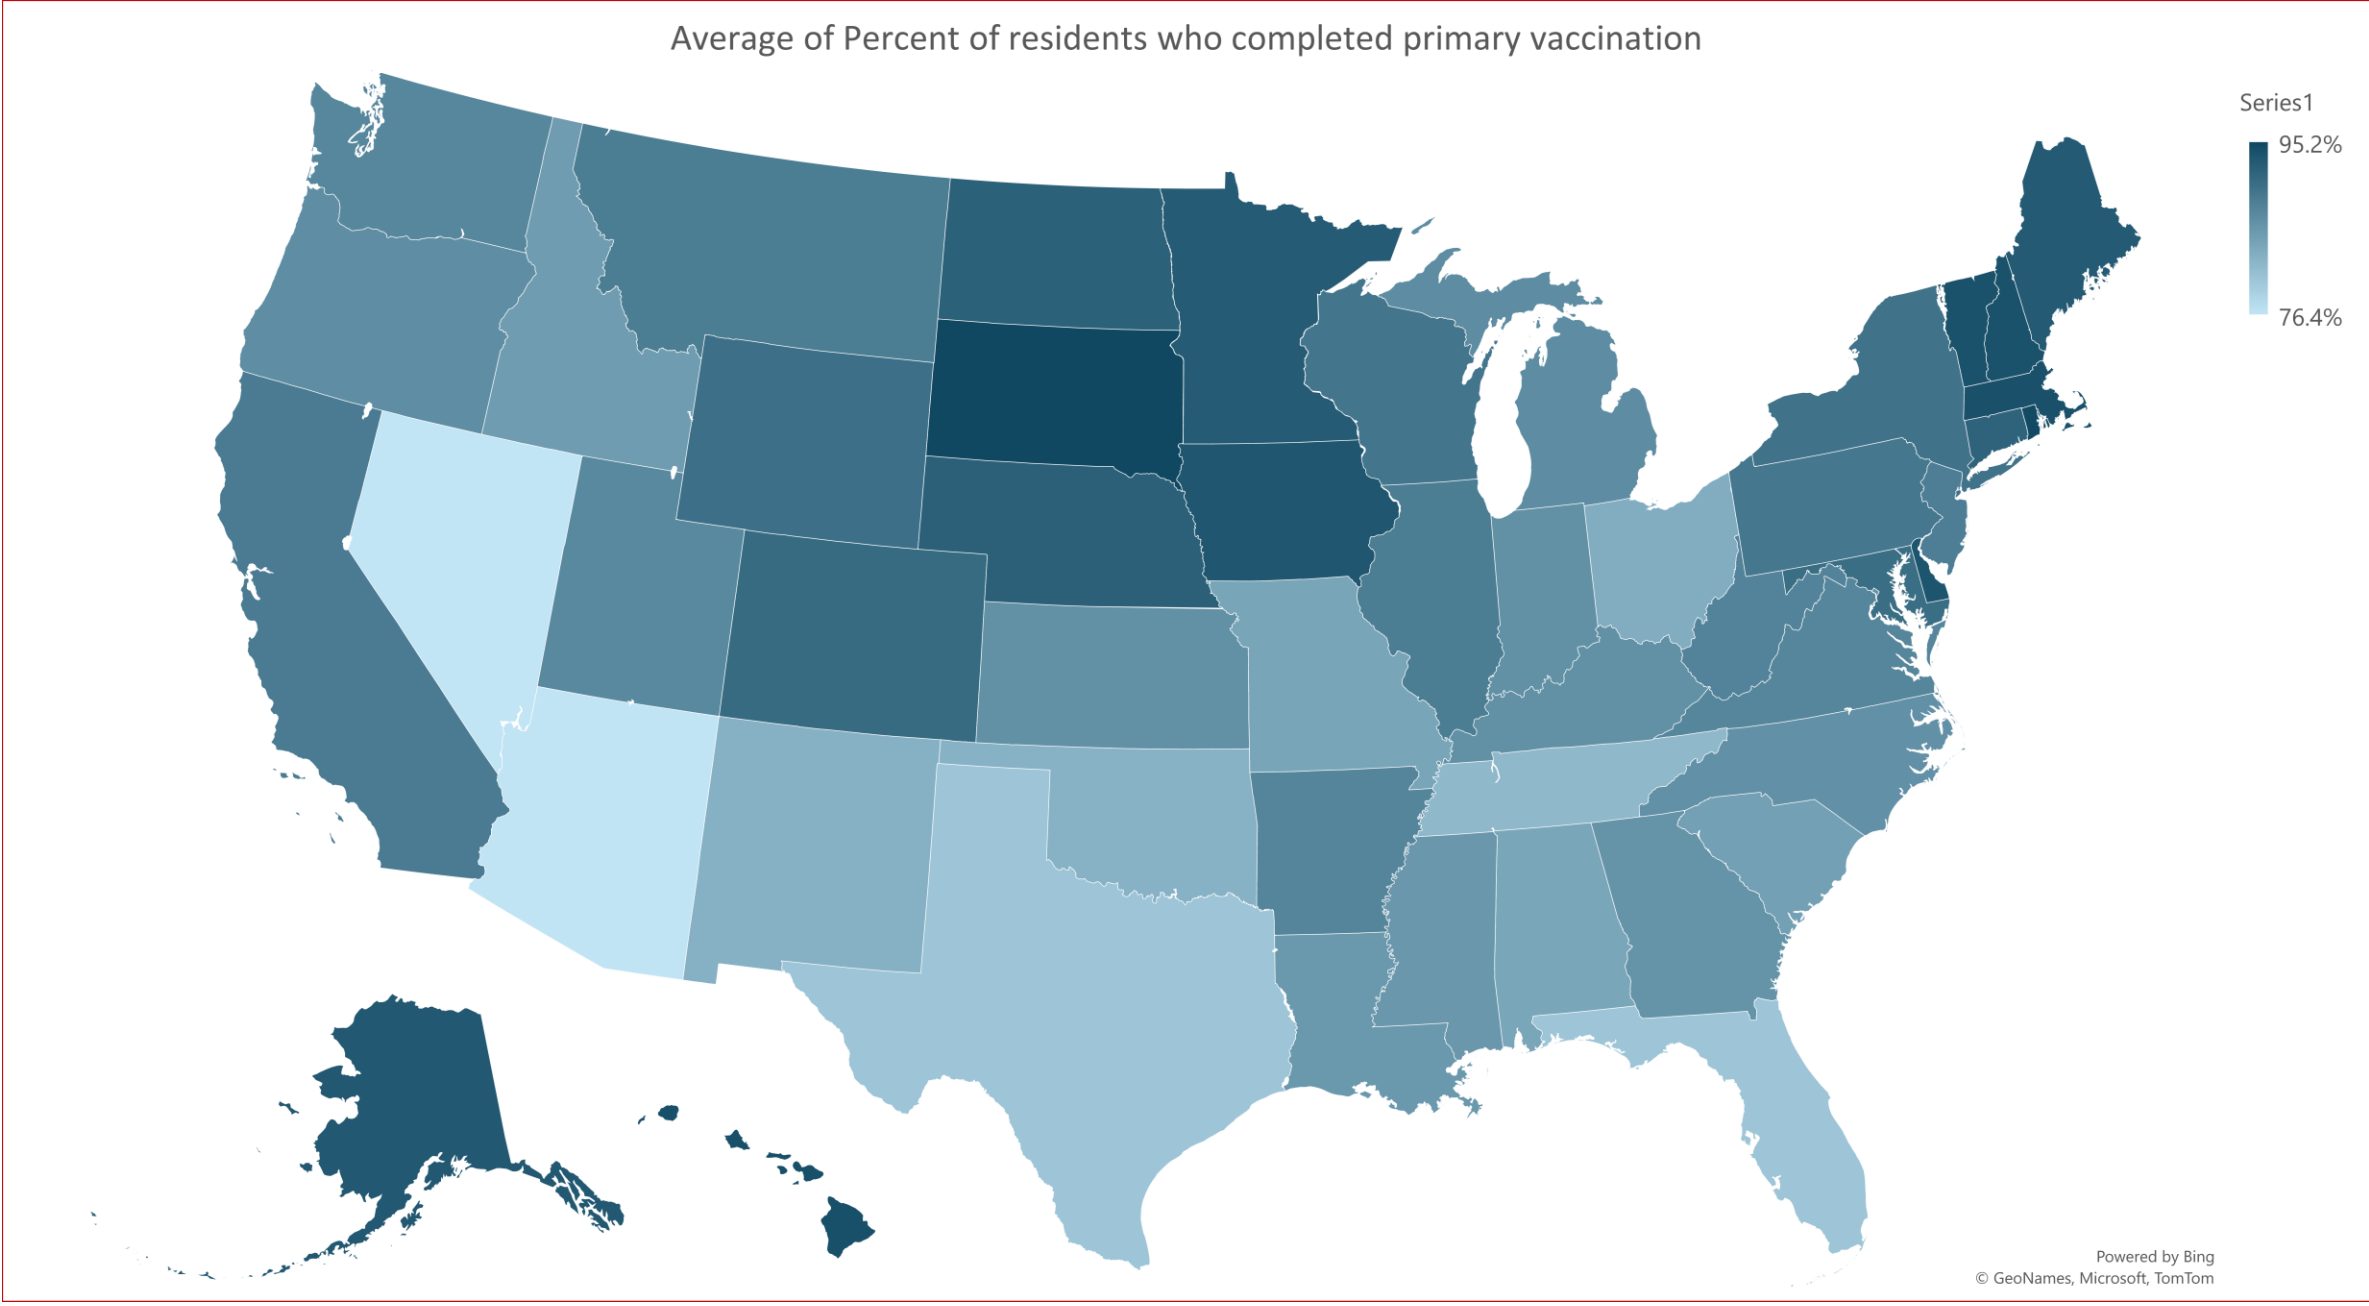 Average of Percent of residents who completed primary vaccination
Series1
95.2%
76.4%
Powered by Bing
© GeoNames, Microsoft, TomTom